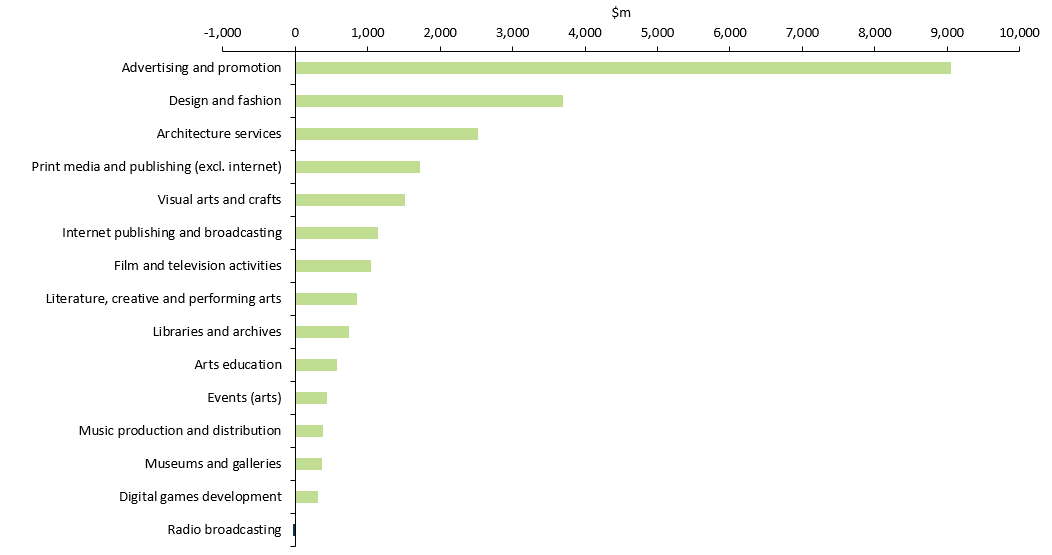 $m
-1,000 0 1,000 2,000 3,000 4,000 5,000 6,000 7,000 8,000 9,000 10,000
Advertising and promotion
Design and fashion
Architecture services
Print media and publishing (excl. internet)
Visual arts and crafts
Internet publishing and broadcasting
Film and television activities
Literature, creative and performing arts
Libraries and archives
Arts education
Events (arts)
Music production and distribution
Museums and galleries
Digital games development
Radio broadcasting